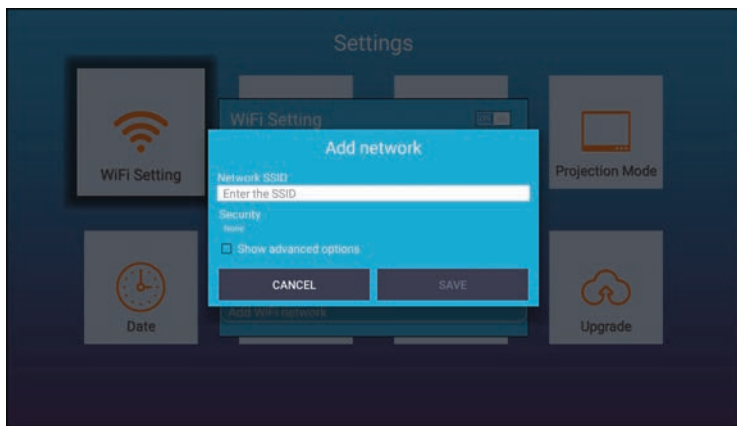 Settings
WiFi Setting
ON
Add network
WiFi Setting
Projection Mode
Network SSID
Enter the SSID
Security
None
Show advanced options
CANCEL
SAVE
Add WiFi network
Date
Upgrade